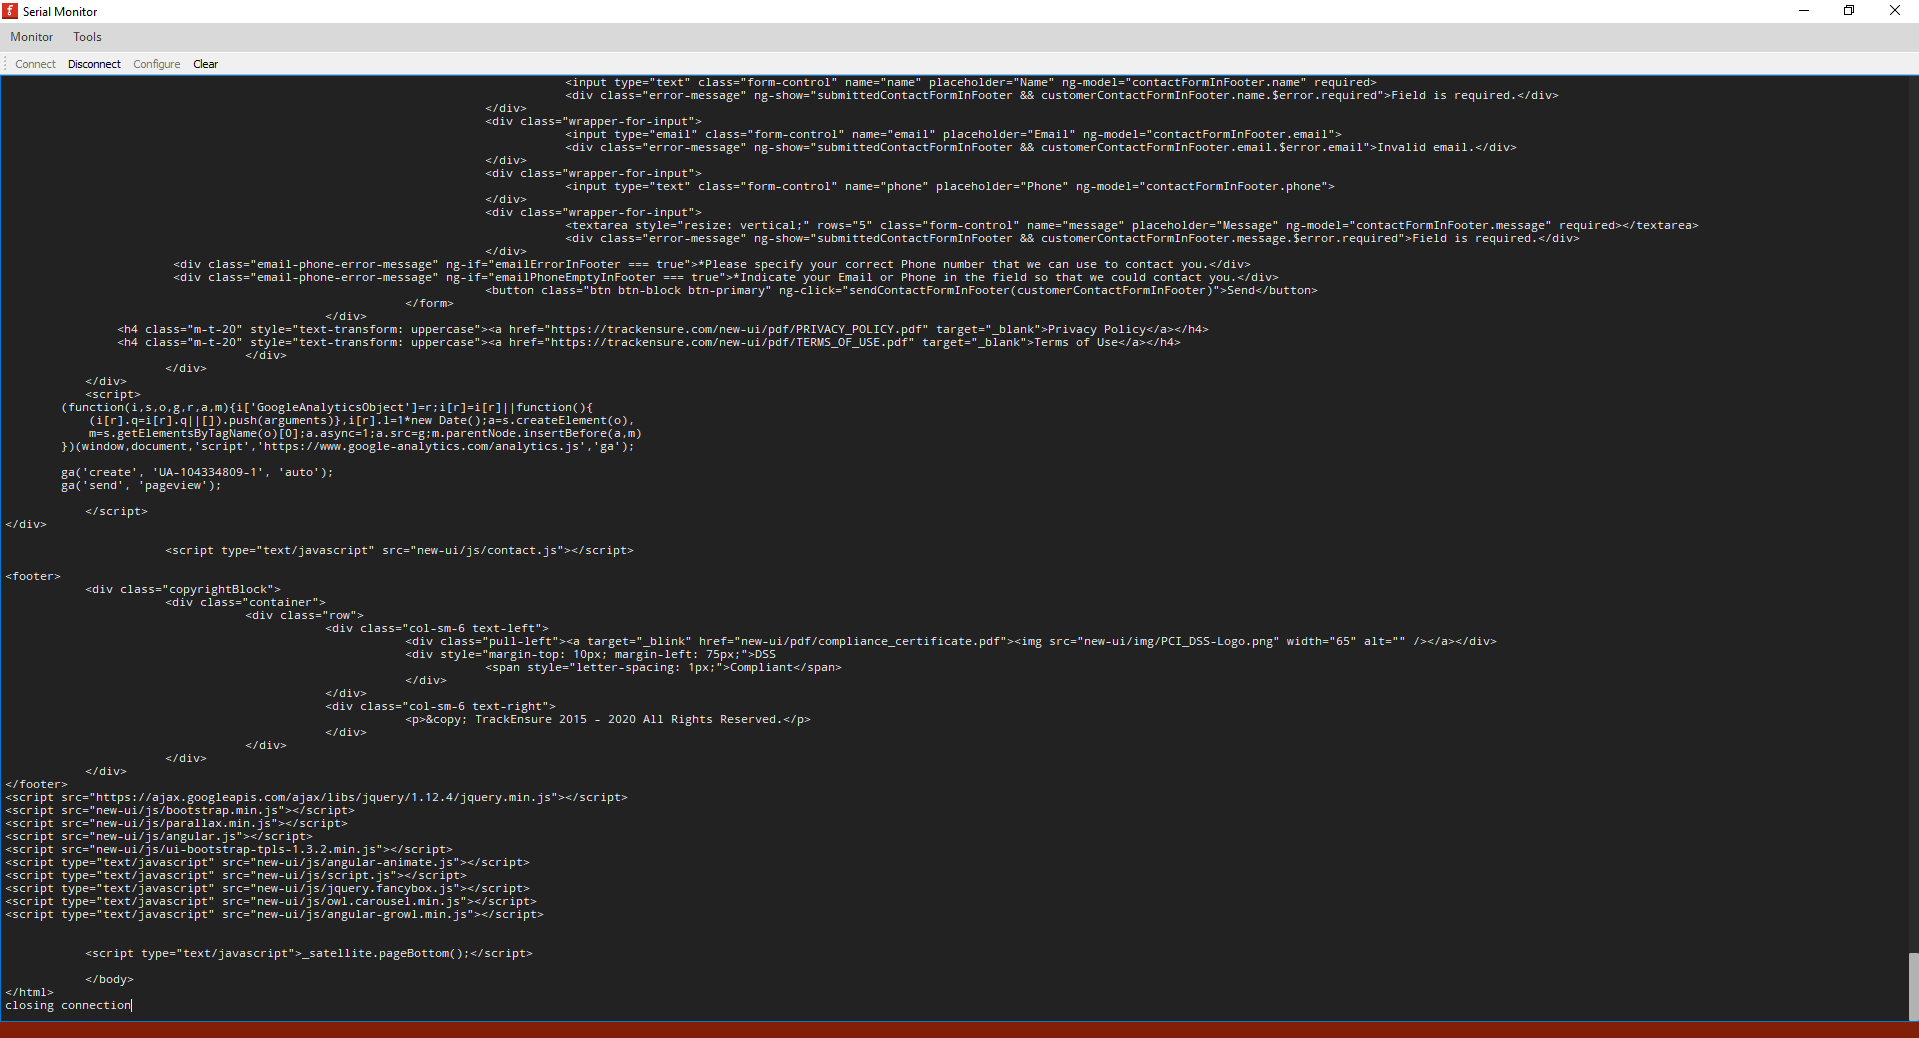 Serial Monitor
Monitor Tools
Connect Disconnect Configure Clear
<input type="text" class="form-control" name="name" placeholder="Name" ng-model="contactFormInFooter.name" required>
<div class="error-message" ng-show="submittedContactFormInFooter && customerContactFormInFooter.name.$error.required">Field is required.</div>
</div>
<div class="wrapper-for-input">
<input type="email" class="form-control" name="email" placeholder="Email" ng-model="contactFormInFooter.email">
<div class="error-message" ng-show="submittedContactFormInFooter && customerContactFormInFooter.email.$error.email">Invalid email.</div>
</div>
<div class="wrapper-for-input">
<input type="text" class="form-control" name="phone" placeholder="Phone" ng-model="contactFormInFooter.phone">
</div>
<div class="wrapper-for-input">
<textarea style="resize: vertical;" rows="5" class="form-control" name="message" placeholder="Message" ng-model="contactFormInFooter.message" required></textarea>
<div class="error-message" ng-show="submittedContactFormInFooter && customerContactFormInFooter.message.$error.required">Field is required.</div>
</div>
<div class="email-phone-error-message" ng-if="emailErrorInFooter === true">*Please specify your correct Phone number that we can use to contact you.</div>
<div class="email-phone-error-message" ng-if="emailPhoneEmptyInFooter === true">*Indicate your Email or Phone in the field so that we could contact you.</div>
<button class="btn btn-block btn-primary" ng-click="sendContactFormInFooter(customerContactFormInFooter)">Send</button>
</form>
</div>
<h4 class="m-t-20" style="text-transform: uppercase"><a href="https://trackensure.com/new-ui/pdf/PRIVACY_POLICY.pdf" target="_blank">Privacy Policy</a></h4>
<h4 class="m-t-20" style="text-transform: uppercase"><a href="https://trackensure.com/new-ui/pdf/TERMS_OF_USE.pdf" target="_blank">Terms of Use</a></h4>
</div>
</div>
</div>
<script>
(function(i,s,o,g,r,a,m){i['GoogleAnalyticsObject']=r;i[r]=i[r]||function(){
(i[r].q=i[r].q||[]).push(arguments)},i[r].l=1*new Date();a=s.createElement(o),
m=s.getElementsByTagName(o)[0];a.async=1;a.src=g;m.parentNode.insertBefore(a,m)
})(window,document,'script','https://www.google-analytics.com/analytics.js','ga');
ga('create', 'UA-104334809-1', 'auto');
ga('send', 'pageview');
</script>
</div>
<script type="text/javascript" src="new-ui/js/contact.js"></script>
<footer>
<div class="copyrightBlock">
<div class="container">
<div class="row">
<div class="col-sm-6 text-left">
<div class="pull-left"><a target="_blink" href="new-ui/pdf/compliance_certificate.pdf"><img src="new-ui/img/PCI_DSS-Logo.png" width="65" alt="" /></a></div>
<div style="margin-top: 10px; margin-left: 75px;">DSS
<span style="letter-spacing: 1px;">Compliant</span>
</div>
</div>
<div class="col-sm-6 text-right">
<p>&copy; TrackEnsure 2015 - 2020 All Rights Reserved.</p>
</div>
</div>
</div>
</div>
</footer>
<script src="https://ajax.googleapis.com/ajax/libs/jquery/1.12.4/jquery.min.js"></script>
<script src="new-ui/js/bootstrap.min.js"></script>
<script src="new-ui/js/parallax.min.js"></script>
<script src="new-ui/js/angular.js"></script>
<script src="new-ui/js/ui-bootstrap-tpls-1.3.2.min.js"></script>
<script type="text/javascript" src="new-ui/js/angular-animate.js"></script>
<script type="text/javascript" src="new-ui/js/script.js"></script>
<script type="text/javascript" src="new-ui/js/jquery.fancybox.js"></script>
<script type="text/javascript" src="new-ui/js/owl.carousel.min.js"></script>
<script type="text/javascript" src="new-ui/js/angular-growl.min.js"></script>
<script type="text/javascript">_satellite.pageBottom();</script>
</body>
</html>
closing connection